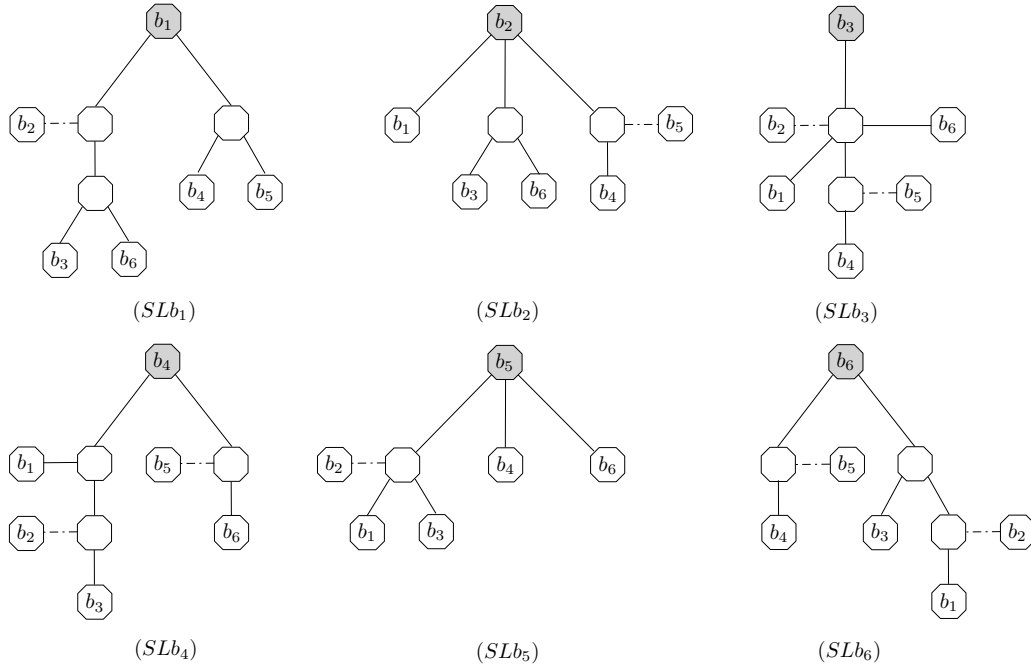 b₁ b₂ b₃
b₂ b₁ b₅ b₂ b₆
b₄ b₅ b₃ b₆ b₄ b₁ b₅
b₃ b₆ b₄
(SLb₁) (SLb₂) (SLb₃)
b₄ b₅ b₆
b₁ b₅ b₂ b₄ b₆ b₅
b₂ b₆ b₁ b₃ b₄ b₃ b₂
b₃ b₁
(SLb₄) (SLb₅) (SLb₆)